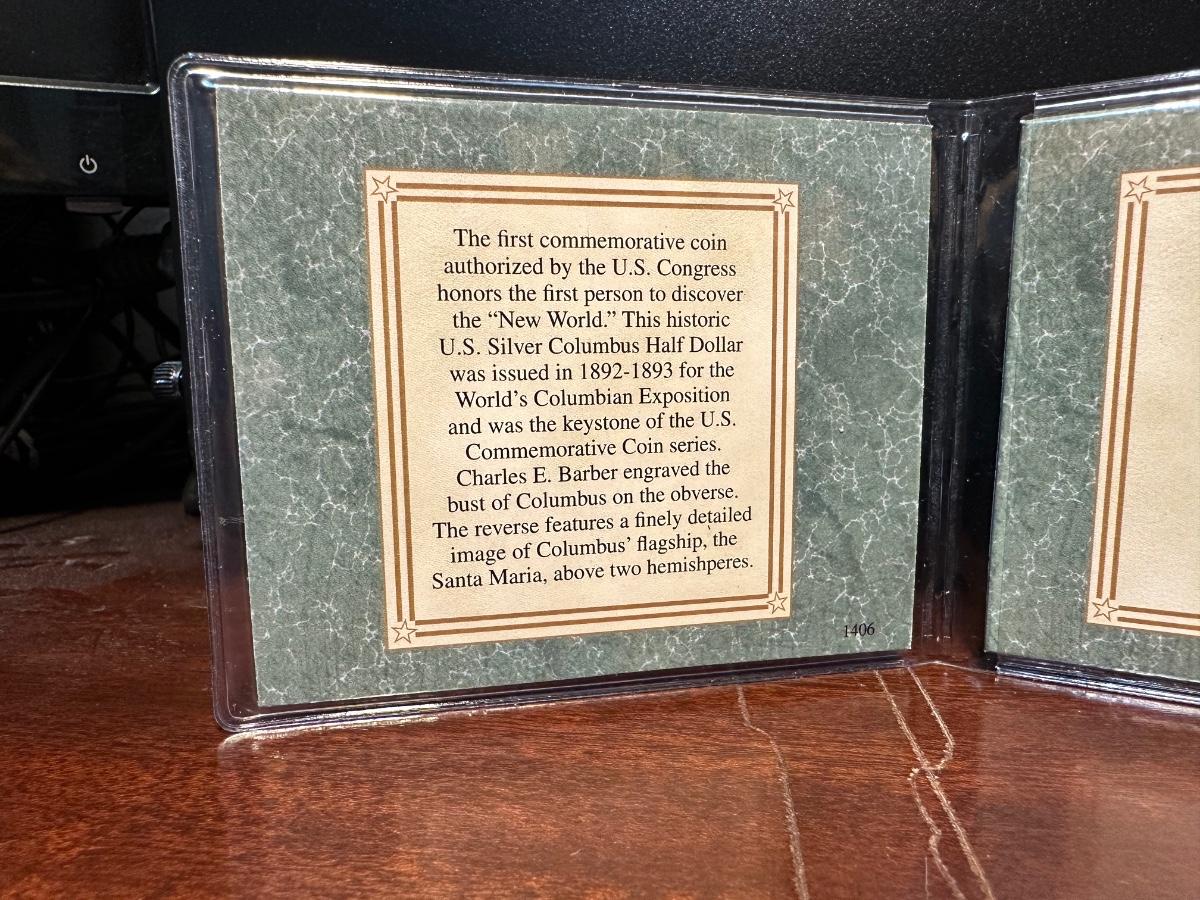 The first commemorative coin
authorized by the U.S. Congress
honors the first person to discover
the “New World.” This historic
U.S. Silver Columbus Half Dollar
was issued in 1892-1893 for the
World’s Columbian Exposition
and was the keystone of the U.S.
Commemorative Coin series.
Charles E. Barber engraved the
bust of Columbus on the obverse.
The reverse features a finely detailed
image of Columbus’ flagship, the
Santa Maria, above two hemishperes.
1406